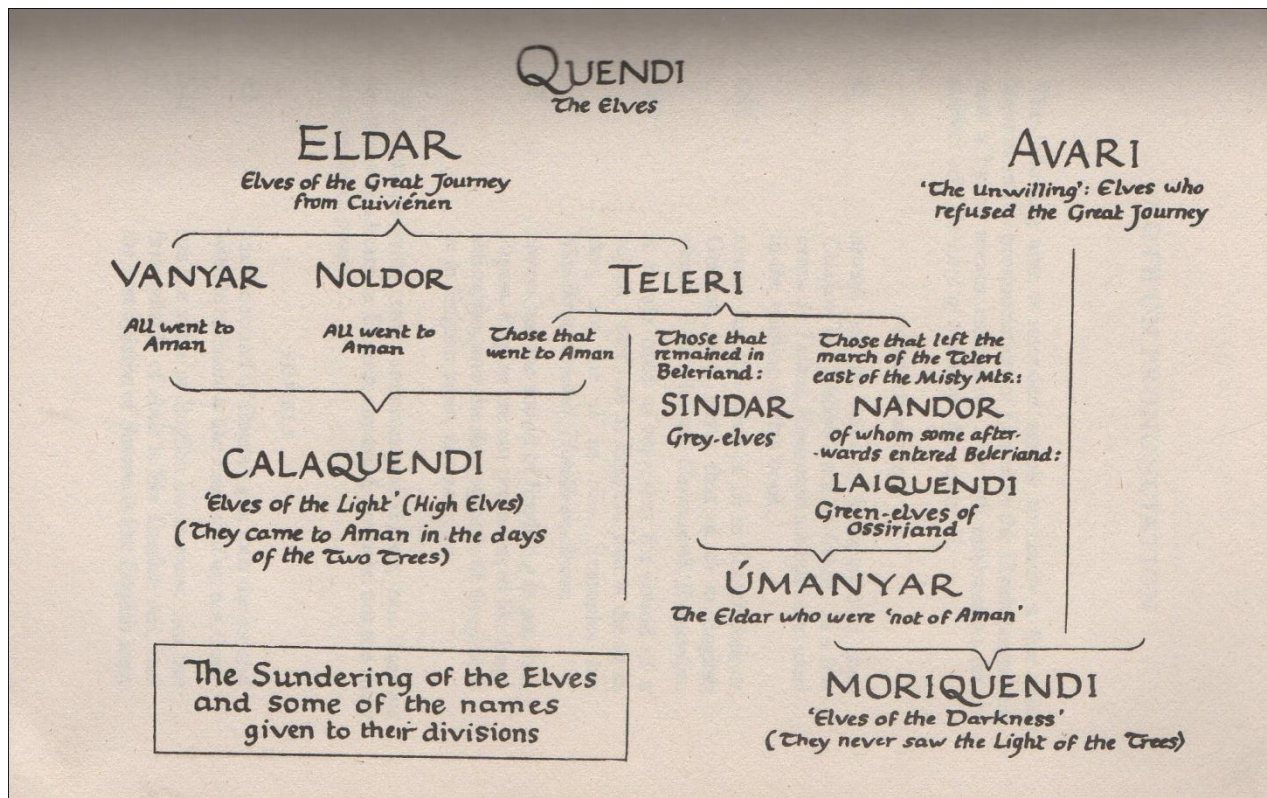 QUENDI
The Elves
ELDAR
Elves of the Great Journey
from Cuiviénen
AVARI
'The Unwilling': Elves who
refused the Great Journey
VANYAR
All went to
Aman
NOLDOR
All went to
Aman
TELERI
Those that
went to Aman
Those that
remained in
Beleriand:
SINDAR
Grey-elves
Those that left the
march of the Teleri
east of the Misty Mts.:
NANDOR
of whom some after-
-wards entered Beleriand:
LAIQUENDI
Green-elves of
Ossiriand
CALAQUENDI
'Elves of the Light' (High Elves)
(They came to Aman in the days
of the Two Trees)
ÚMANYAR
The Eldar who were 'not of Aman'
MORIQUENDI
'Elves of the Darkness'
(They never saw the Light of the Trees)
The Sundering of the Elves
and some of the names
given to their divisions